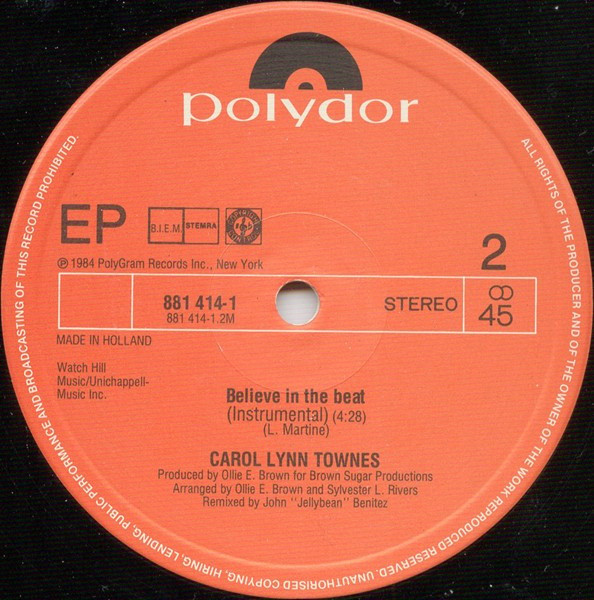 polydor
EP
B.I.E.M. STEMRA
2
℗ 1984 PolyGram Records Inc., New York
881 414-1
881 414-1.2M
STEREO
45
MADE IN HOLLAND
Watch Hill
Music/Unichappell-
Music Inc.
Believe in the beat
(Instrumental) (4:28)
(L. Martine)
CAROL LYNN TOWNES
Produced by Ollie E. Brown for Brown Sugar Productions
Arranged by Ollie E. Brown and Sylvester L. Rivers
Remixed by John "Jellybean" Benitez
ALL RIGHTS OF THE PRODUCER AND OF THE OWNER OF THE WORK REPRODUCED RESERVED. UNAUTHORISED COPYING, HIRING, LENDING, PUBLIC PERFORMANCE AND BROADCASTING OF THIS RECORD PROHIBITED.